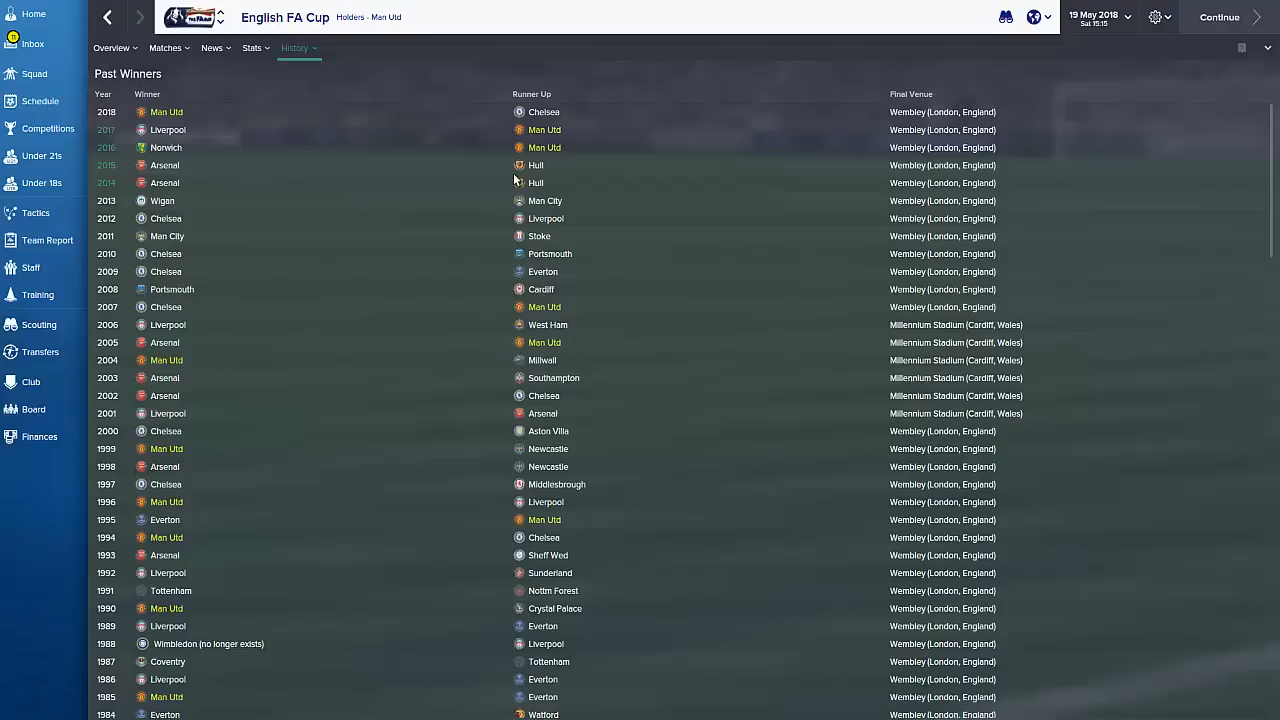 Home
English FA Cup Holders - Man Utd 19 May 2018 Continue
Sat 15:15
Inbox
Overview Matches News Stats History
Squad
Past Winners
Schedule
Year Winner Runner Up Final Venue
2018 Man Utd Chelsea Wembley (London, England)
Competitions
2017 Liverpool Man Utd Wembley (London, England)
2016 Norwich Man Utd Wembley (London, England)
Under 21s
2015 Arsenal Hull Wembley (London, England)
Under 18s
2014 Arsenal Hull Wembley (London, England)
2013 Wigan Man City Wembley (London, England)
Tactics
2012 Chelsea Liverpool Wembley (London, England)
Team Report
2011 Man City Stoke Wembley (London, England)
2010 Chelsea Portsmouth Wembley (London, England)
Staff
2009 Chelsea Everton Wembley (London, England)
2008 Portsmouth Cardiff Wembley (London, England)
Training
2007 Chelsea Man Utd Wembley (London, England)
Scouting
2006 Liverpool West Ham Millennium Stadium (Cardiff, Wales)
2005 Arsenal Man Utd Millennium Stadium (Cardiff, Wales)
Transfers
2004 Man Utd Millwall Millennium Stadium (Cardiff, Wales)
2003 Arsenal Southampton Millennium Stadium (Cardiff, Wales)
Club
2002 Arsenal Chelsea Millennium Stadium (Cardiff, Wales)
Board
2001 Liverpool Arsenal Millennium Stadium (Cardiff, Wales)
2000 Chelsea Aston Villa Wembley (London, England)
Finances
1999 Man Utd Newcastle Wembley (London, England)
1998 Arsenal Newcastle Wembley (London, England)
1997 Chelsea Middlesbrough Wembley (London, England)
1996 Man Utd Liverpool Wembley (London, England)
1995 Everton Man Utd Wembley (London, England)
1994 Man Utd Chelsea Wembley (London, England)
1993 Arsenal Sheff Wed Wembley (London, England)
1992 Liverpool Sunderland Wembley (London, England)
1991 Tottenham Nottm Forest Wembley (London, England)
1990 Man Utd Crystal Palace Wembley (London, England)
1989 Liverpool Everton Wembley (London, England)
1988 Wimbledon (no longer exists) Liverpool Wembley (London, England)
1987 Coventry Tottenham Wembley (London, England)
1986 Liverpool Everton Wembley (London, England)
1985 Man Utd Everton Wembley (London, England)
1984 Everton Watford Wembley (London, England)